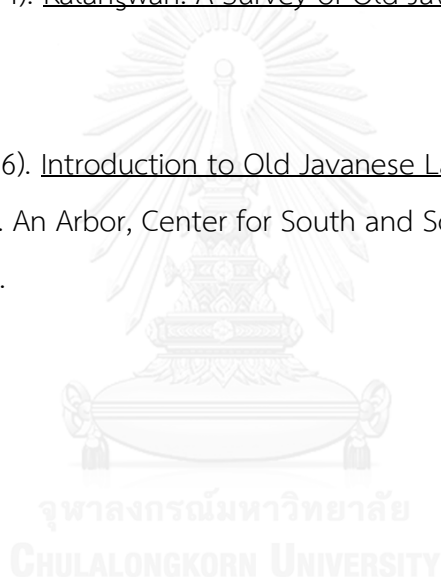 6). Introduction to Old Javanese La
. An Arbor, Center for South and So
.
จุฬาลงกรณ์มหาวิทยาลัย
CHULALONGKORN UNIVERSITY